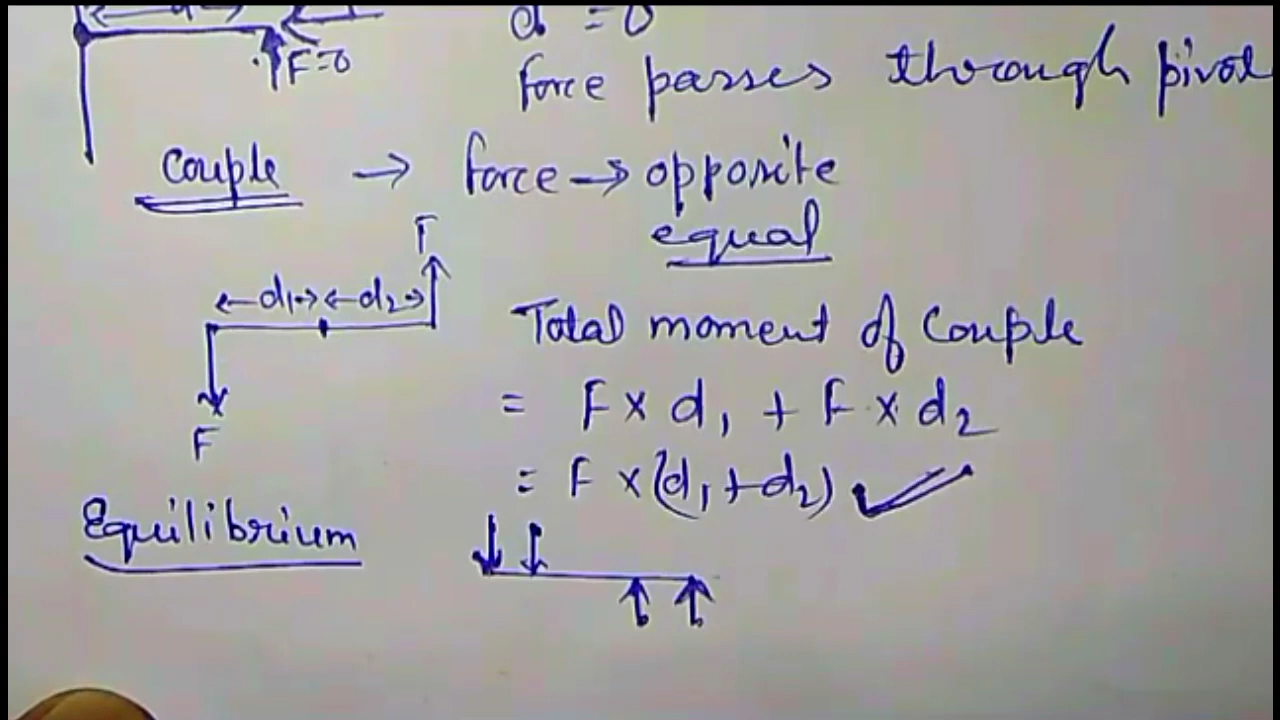 d = 0
F=0
force passes through pivot
Couple → force → opposite
equal
F
←d1→←d2→
Total moment of Couple
= F × d1 + F × d2
F
= F × (d1+d2) ✓
Equilibrium